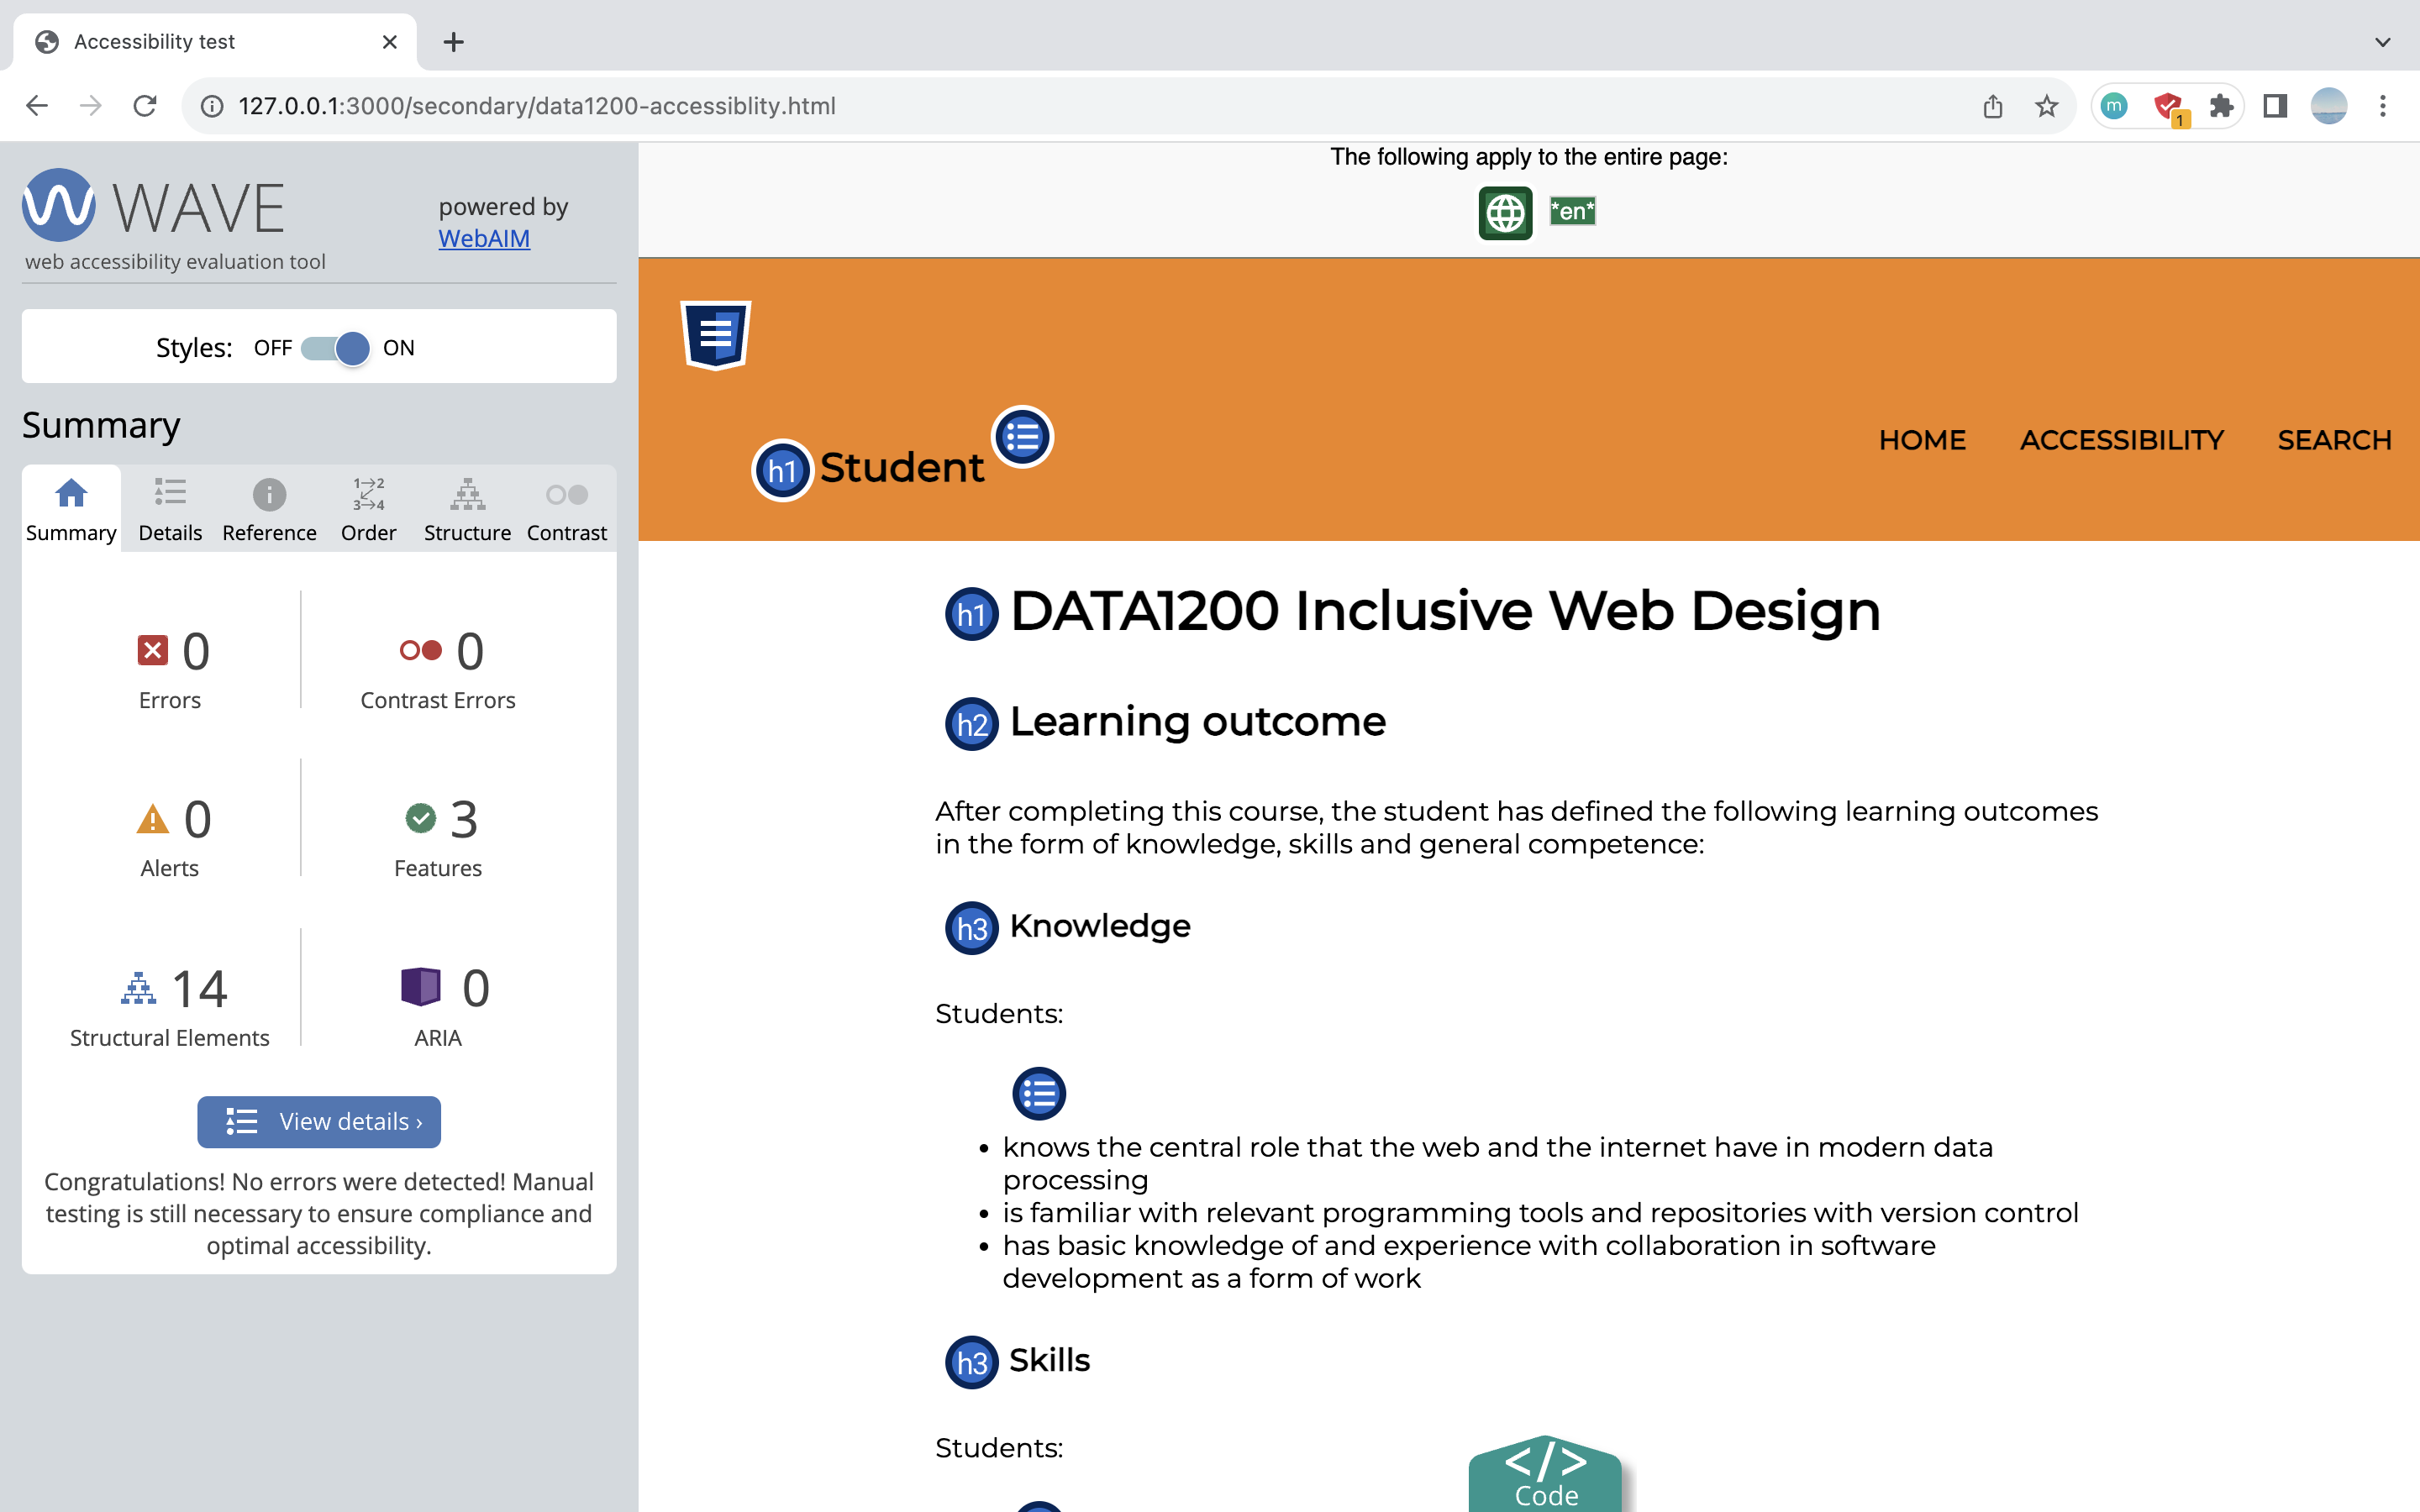 Accessibility test
127.0.0.1:3000/secondary/data1200-accessiblity.html
m
1
WAVE
powered by
WebAIM
web accessibility evaluation tool
Styles: OFF ON
Summary
1→2
3→4
Summary Details Reference Order Structure Contrast
0
Errors
0
Contrast Errors
0
Alerts
3
Features
14
Structural Elements
0
ARIA
View details ›
Congratulations! No errors were detected! Manual
testing is still necessary to ensure compliance and
optimal accessibility.
The following apply to the entire page:
*en*
h1 Student
HOME ACCESSIBILITY SEARCH
h1 DATA1200 Inclusive Web Design
h2 Learning outcome
After completing this course, the student has defined the following learning outcomes
in the form of knowledge, skills and general competence:
h3 Knowledge
Students:
• knows the central role that the web and the internet have in modern data
processing
• is familiar with relevant programming tools and repositories with version control
• has basic knowledge of and experience with collaboration in software
development as a form of work
h3 Skills
Students:
</>
Code